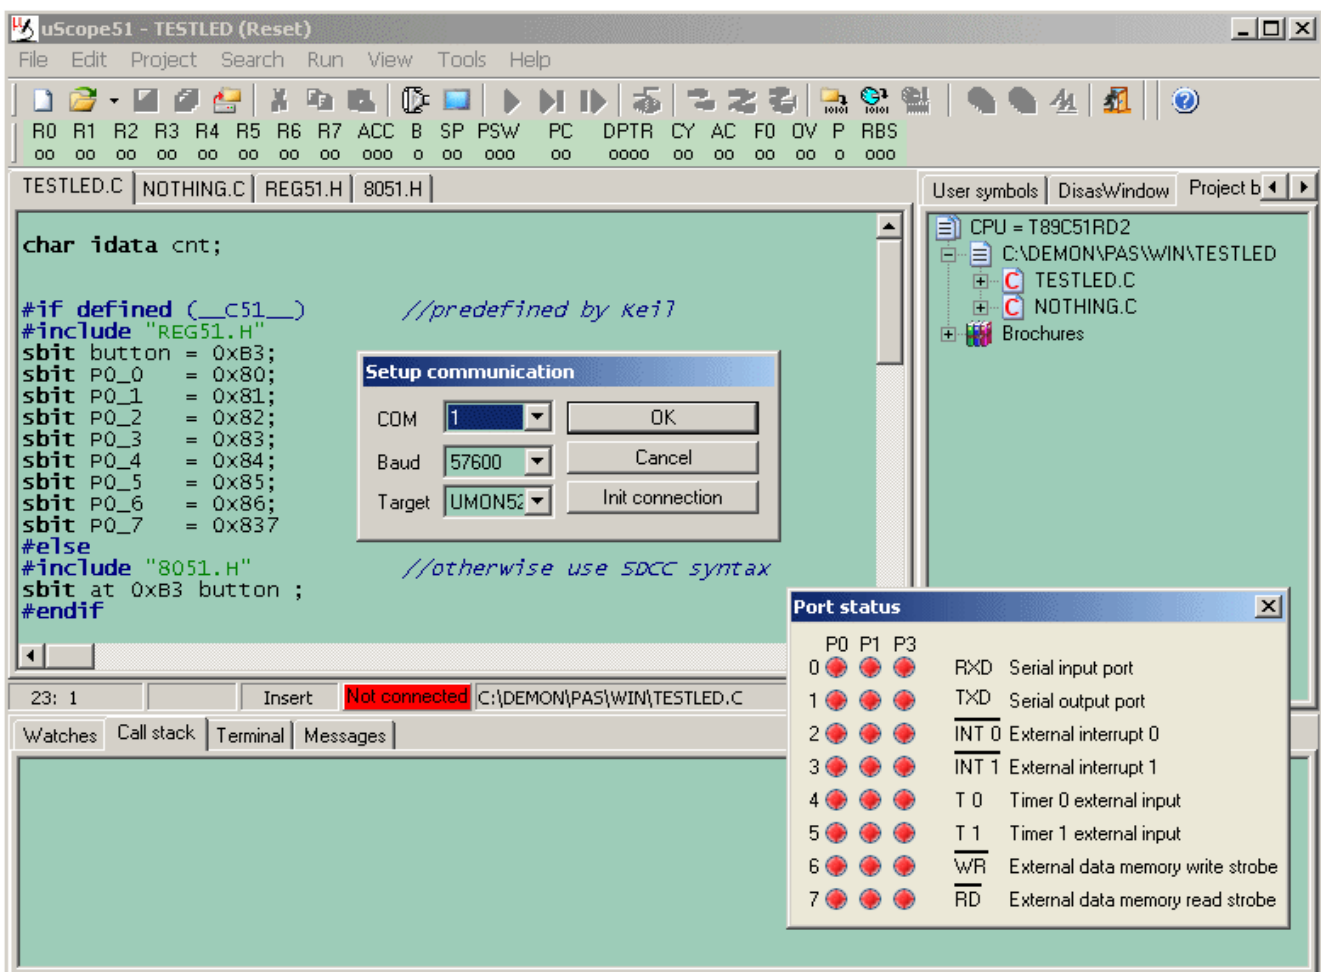 uScope51 - TESTLED (Reset)
File Edit Project Search Run View Tools Help
R0 R1 R2 R3 R4 R5 R6 R7 ACC B SP PSW PC DPTR CY AC F0 OV P RBS
00 00 00 00 00 00 00 00 000 0 00 000 00 0000 00 00 00 00 0 000
TESTLED.C NOTHING.C REG51.H 8051.H
char idata cnt;
#if defined (__C51__) //predefined by Keil
#include "REG51.H"
sbit button = 0xB3;
sbit P0_0 = 0x80;
sbit P0_1 = 0x81;
sbit P0_2 = 0x82;
sbit P0_3 = 0x83;
sbit P0_4 = 0x84;
sbit P0_5 = 0x85;
sbit P0_6 = 0x86;
sbit P0_7 = 0x837
#else
#include "8051.H" //otherwise use SDCC syntax
sbit at 0xB3 button ;
#endif
23: 1 Insert Not connected C:\DEMON\PAS\WIN\TESTLED.C
Setup communication
COM 1 OK
Baud 57600 Cancel
Target UMON52 Init connection
User symbols DisasWindow Project b
CPU = T89C51RD2
C:\DEMON\PAS\WIN\TESTLED
TESTLED.C
NOTHING.C
Brochures
Watches Call stack Terminal Messages
Port status
P0 P1 P3
0 RXD Serial input port
1 TXD Serial output port
2 INT 0 External interrupt 0
3 INT 1 External interrupt 1
4 T 0 Timer 0 external input
5 T 1 Timer 1 external input
6 WR External data memory write strobe
7 RD External data memory read strobe